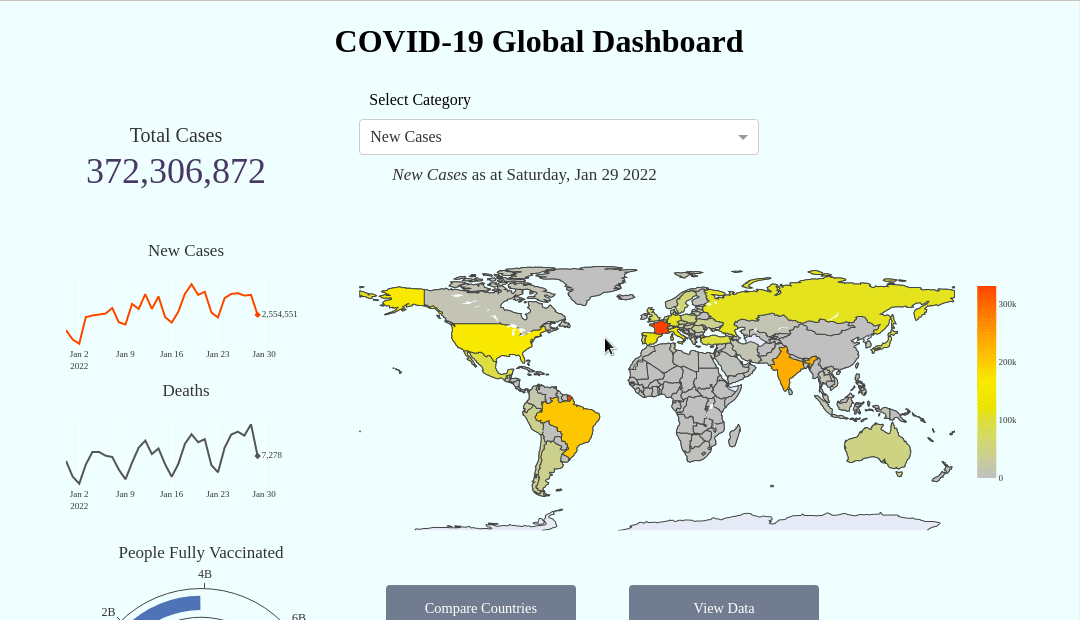 COVID-19 Global Dashboard
Select Category
Total Cases
372,306,872
New Cases
New Cases as at Saturday, Jan 29 2022
New Cases
2,554,551
Jan 2 Jan 9 Jan 16 Jan 23 Jan 30
2022
Deaths
7,278
Jan 2 Jan 9 Jan 16 Jan 23 Jan 30
2022
300k
200k
100k
0
People Fully Vaccinated
4B
2B
6B
Compare Countries
View Data